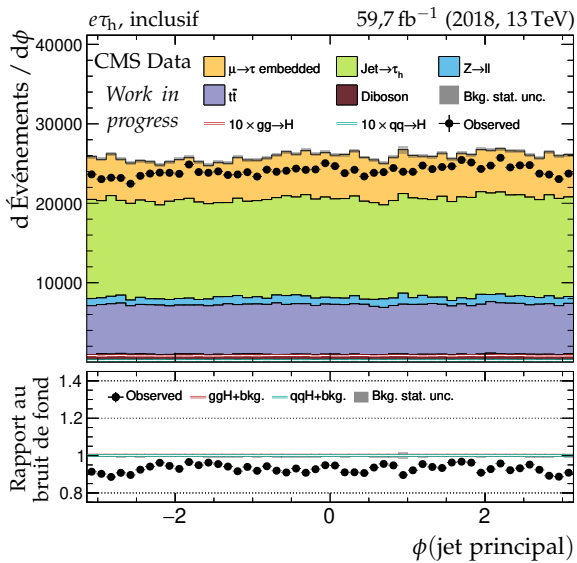 eτh, inclusif 59,7 fb⁻¹ (2018, 13 TeV)
d Événements / dϕ
40000
30000
20000
10000
CMS Data
Work in
progress
μ→τ embedded Jet→τh Z→ll
tt̄ Diboson Bkg. stat. unc.
10 × gg→H 10 × qq→H Observed
Rapport au
bruit de fond
1.4
1.2
1
0.8
Observed ggH+bkg. qqH+bkg. Bkg. stat. unc.
−2 0 2
ϕ(jet principal)